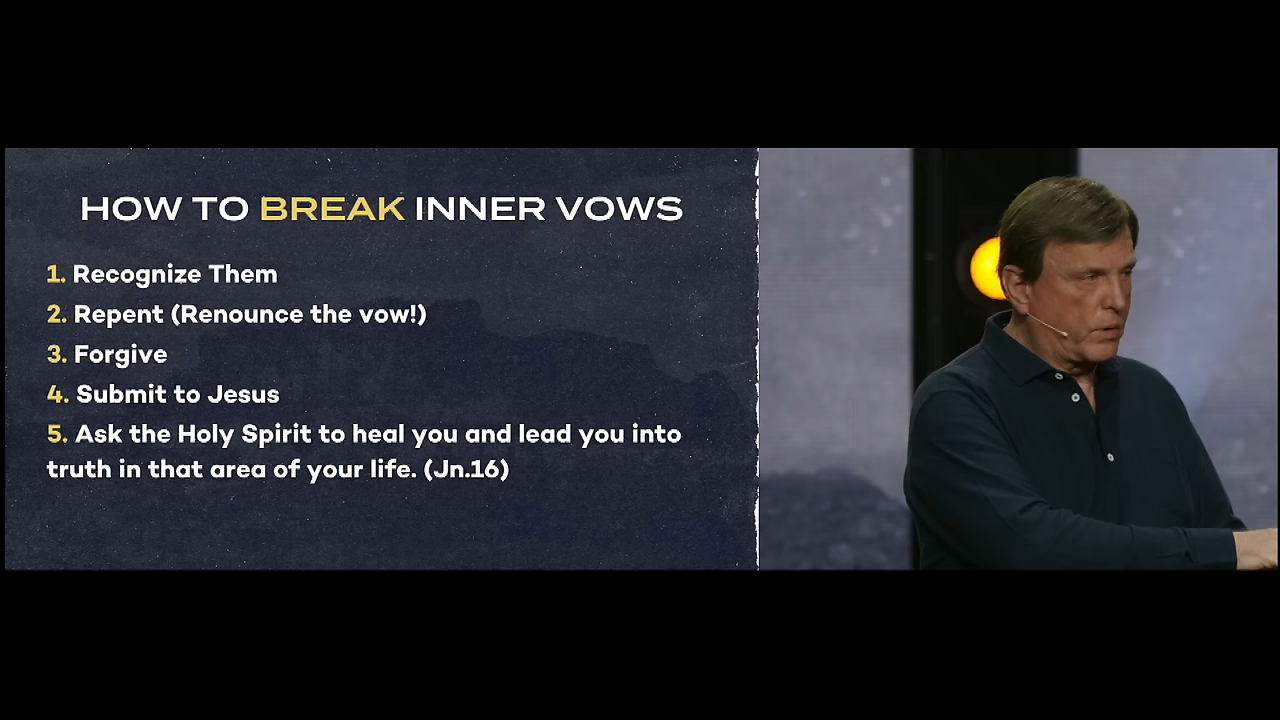 HOW TO BREAK INNER VOWS
1. Recognize Them
2. Repent (Renounce the vow!)
3. Forgive
4. Submit to Jesus
5. Ask the Holy Spirit to heal you and lead you into
truth in that area of your life. (Jn.16)